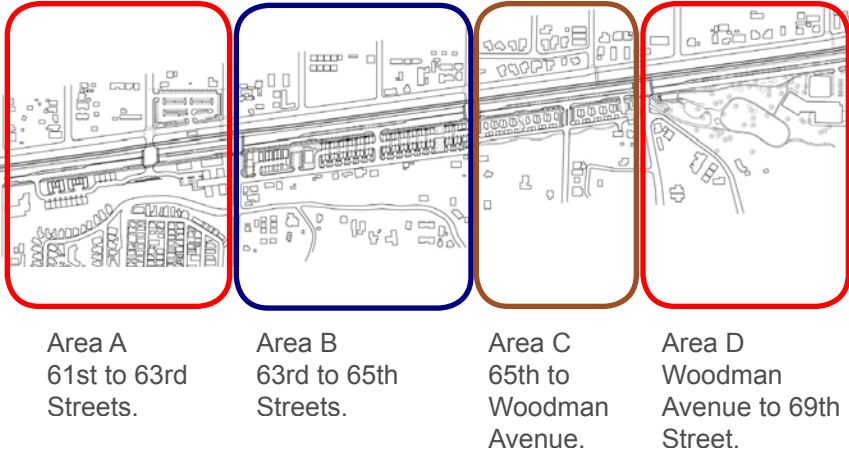 Area A
61st to 63rd
Streets.
Area B
63rd to 65th
Streets.
Area C
65th to
Woodman
Avenue.
Area D
Woodman
Avenue to 69th
Street.